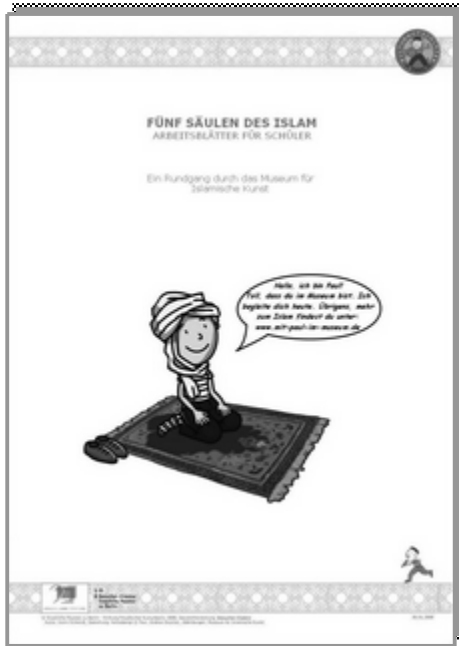 FÜNF SÄULEN DES ISLAM
ARBEITSBLÄTTER FÜR SCHÜLER
Ein Rundgang durch das Museum für
Islamische Kunst
Hallo, ich bin Paul!
Toll, dass du im Museum bist. Ich
begleite dich heute. Übrigens, mehr
zum Islam findest du unter:
www.mit-paul-im-museum.de